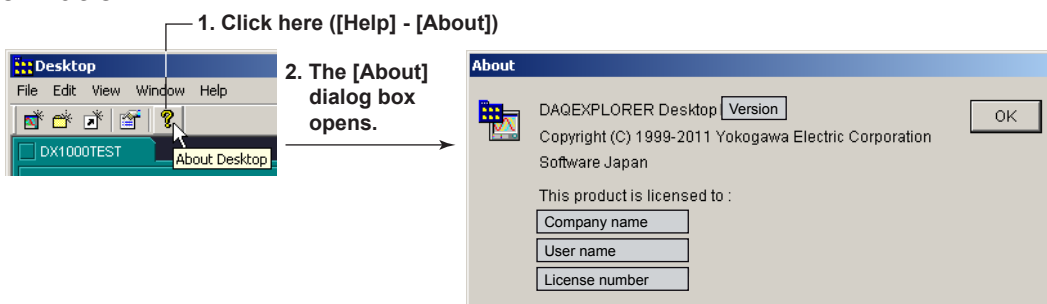 1. Click here ([Help] - [About])
Desktop
File Edit View Window Help
DX1000TEST
About Desktop
2. The [About]
dialog box
opens.
About
DAQEXPLORER Desktop Version
OK
Copyright (C) 1999-2011 Yokogawa Electric Corporation
Software Japan
This product is licensed to :
Company name
User name
License number